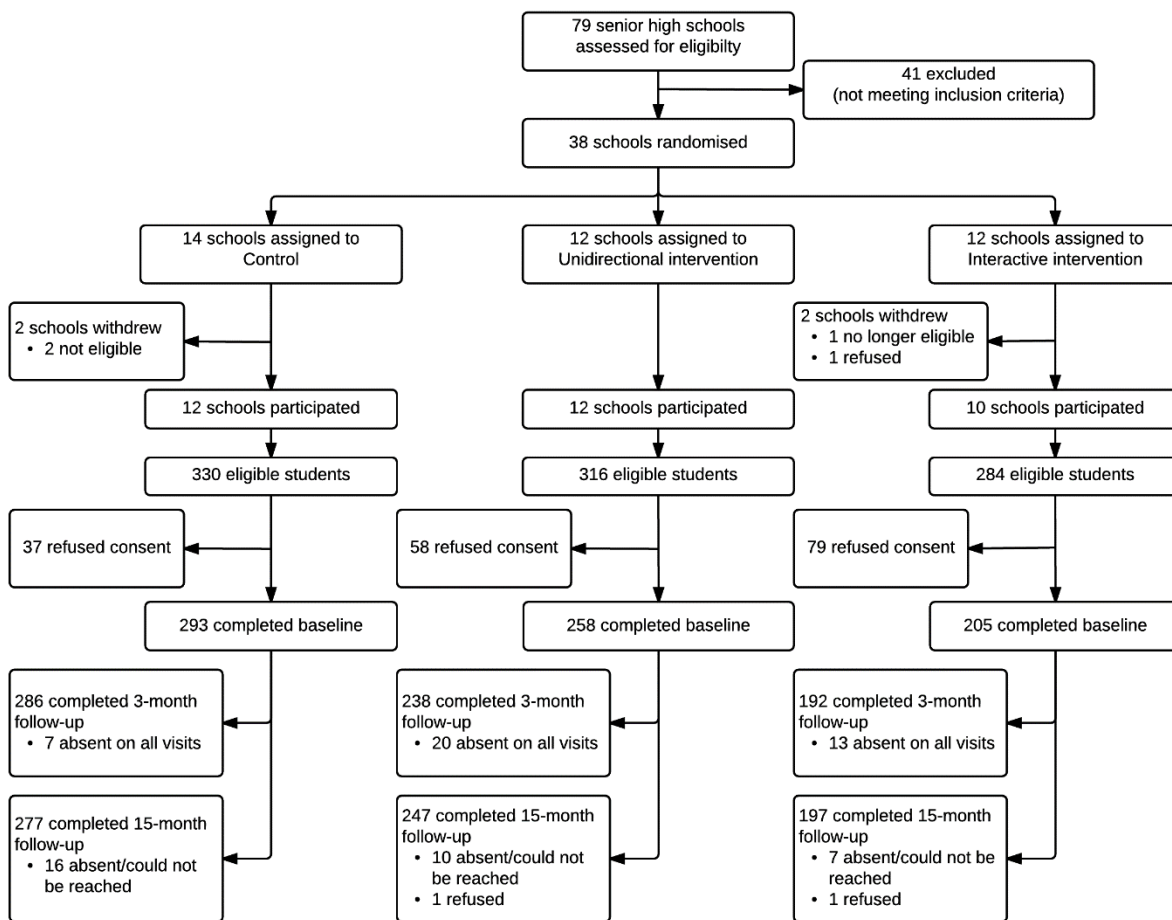 79 senior high schools
assessed for eligibilty
41 excluded
(not meeting inclusion criteria)
38 schools randomised
14 schools assigned to
Control
12 schools assigned to
Unidirectional intervention
12 schools assigned to
Interactive intervention
2 schools withdrew
• 2 not eligible
2 schools withdrew
• 1 no longer eligible
• 1 refused
12 schools participated
12 schools participated
10 schools participated
330 eligible students
316 eligible students
284 eligible students
37 refused consent
58 refused consent
79 refused consent
293 completed baseline
258 completed baseline
205 completed baseline
286 completed 3-month
follow-up
• 7 absent on all visits
238 completed 3-month
follow-up
• 20 absent on all visits
192 completed 3-month
follow-up
• 13 absent on all visits
277 completed 15-month
follow-up
• 16 absent/could not
be reached
247 completed 15-month
follow-up
• 10 absent/could not
be reached
• 1 refused
197 completed 15-month
follow-up
• 7 absent/could not be
reached
• 1 refused